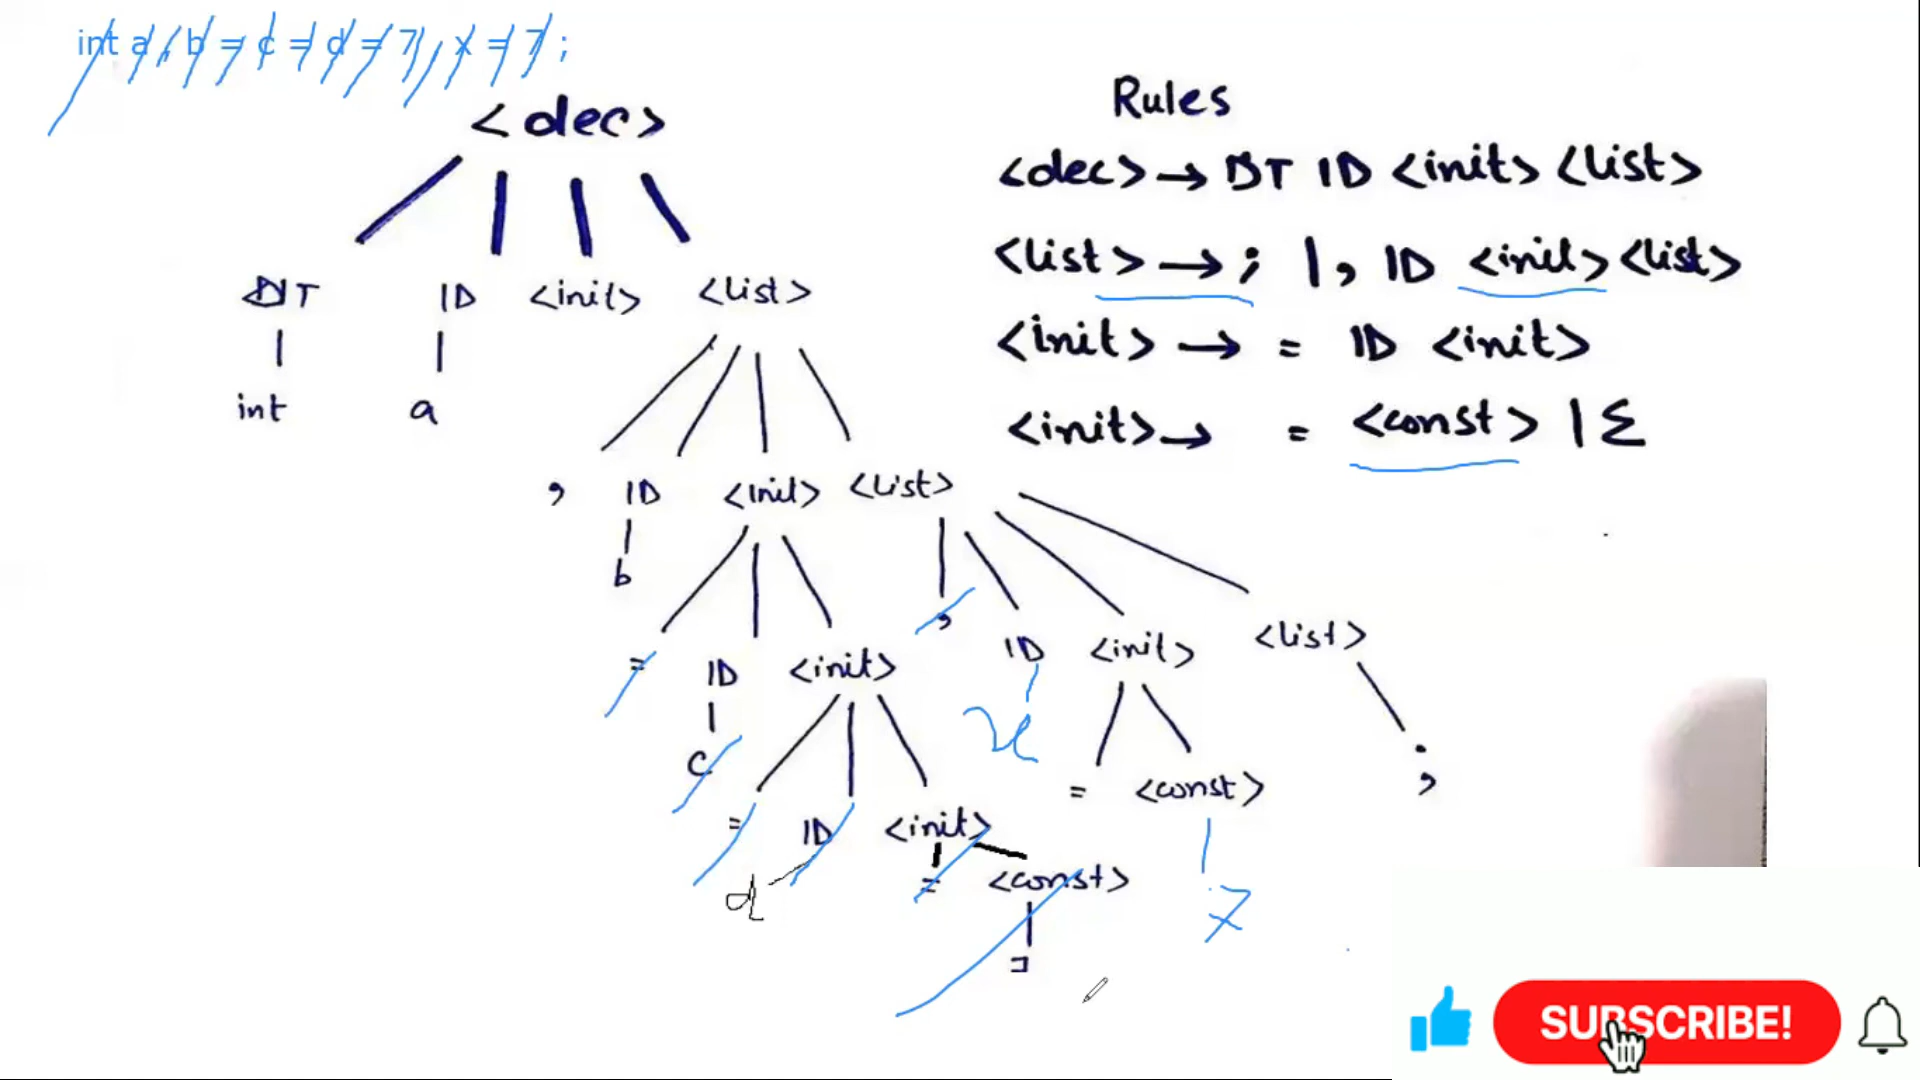 int a , b = c = d = 7 , x = 7 ;
<dec>
Rules
<dec> → DT ID <init> <list>
<list> → ; | , ID <init> <list>
<init> → = ID <init>
<init> → = <const> | Σ
DT ID <init> <list>
int a
, ID <init> <list>
b
= ID <init> , ID <init> <list>
c x
= ID <init> = <const> ;
d = <const> 7
SUBSCRIBE!